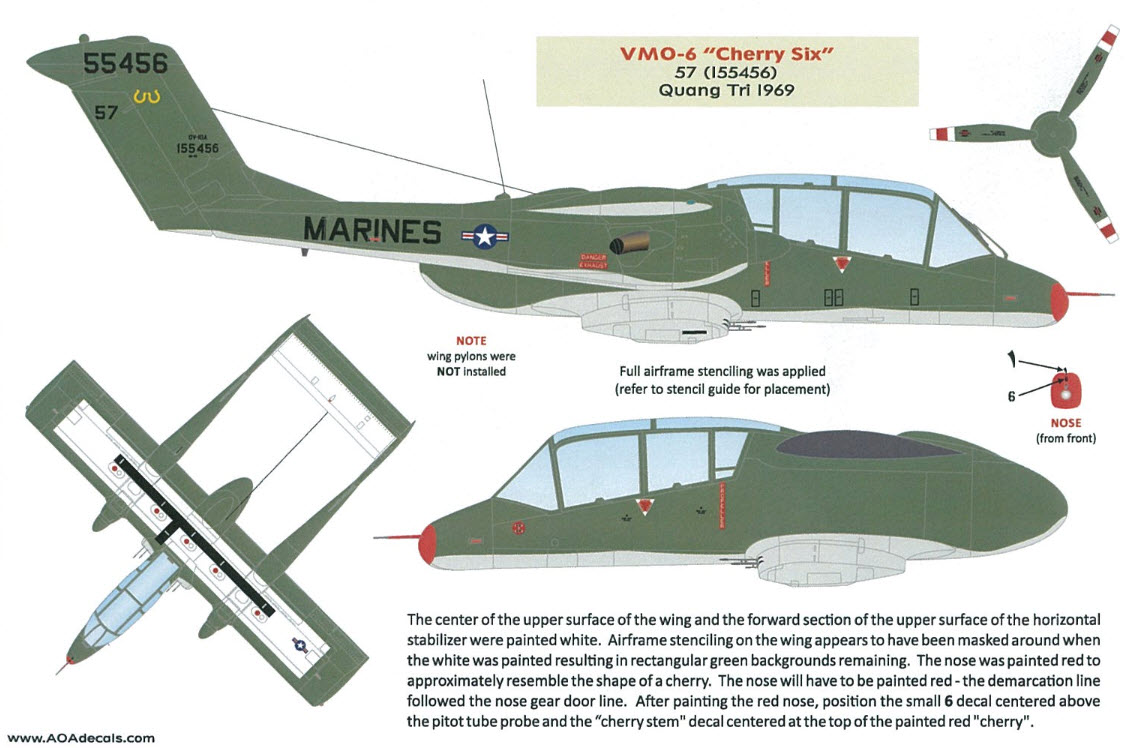 VMO-6 “Cherry Six”
57 (155456)
Quang Tri 1969
55456
57
OV-10A
155456
MARINES
DANGER
EXHAUST
NOTE
wing pylons were
NOT installed
Full airframe stenciling was applied
(refer to stencil guide for placement)
6
NOSE
(from front)
The center of the upper surface of the wing and the forward section of the upper surface of the horizontal
stabilizer were painted white.  Airframe stenciling on the wing appears to have been masked around when
the white was painted resulting in rectangular green backgrounds remaining.  The nose was painted red to
approximately resemble the shape of a cherry.  The nose will have to be painted red - the demarcation line
followed the nose gear door line.  After painting the red nose, position the small 6 decal centered above
the pitot tube probe and the “cherry stem" decal centered at the top of the painted red "cherry".
www.AOAdecals.com